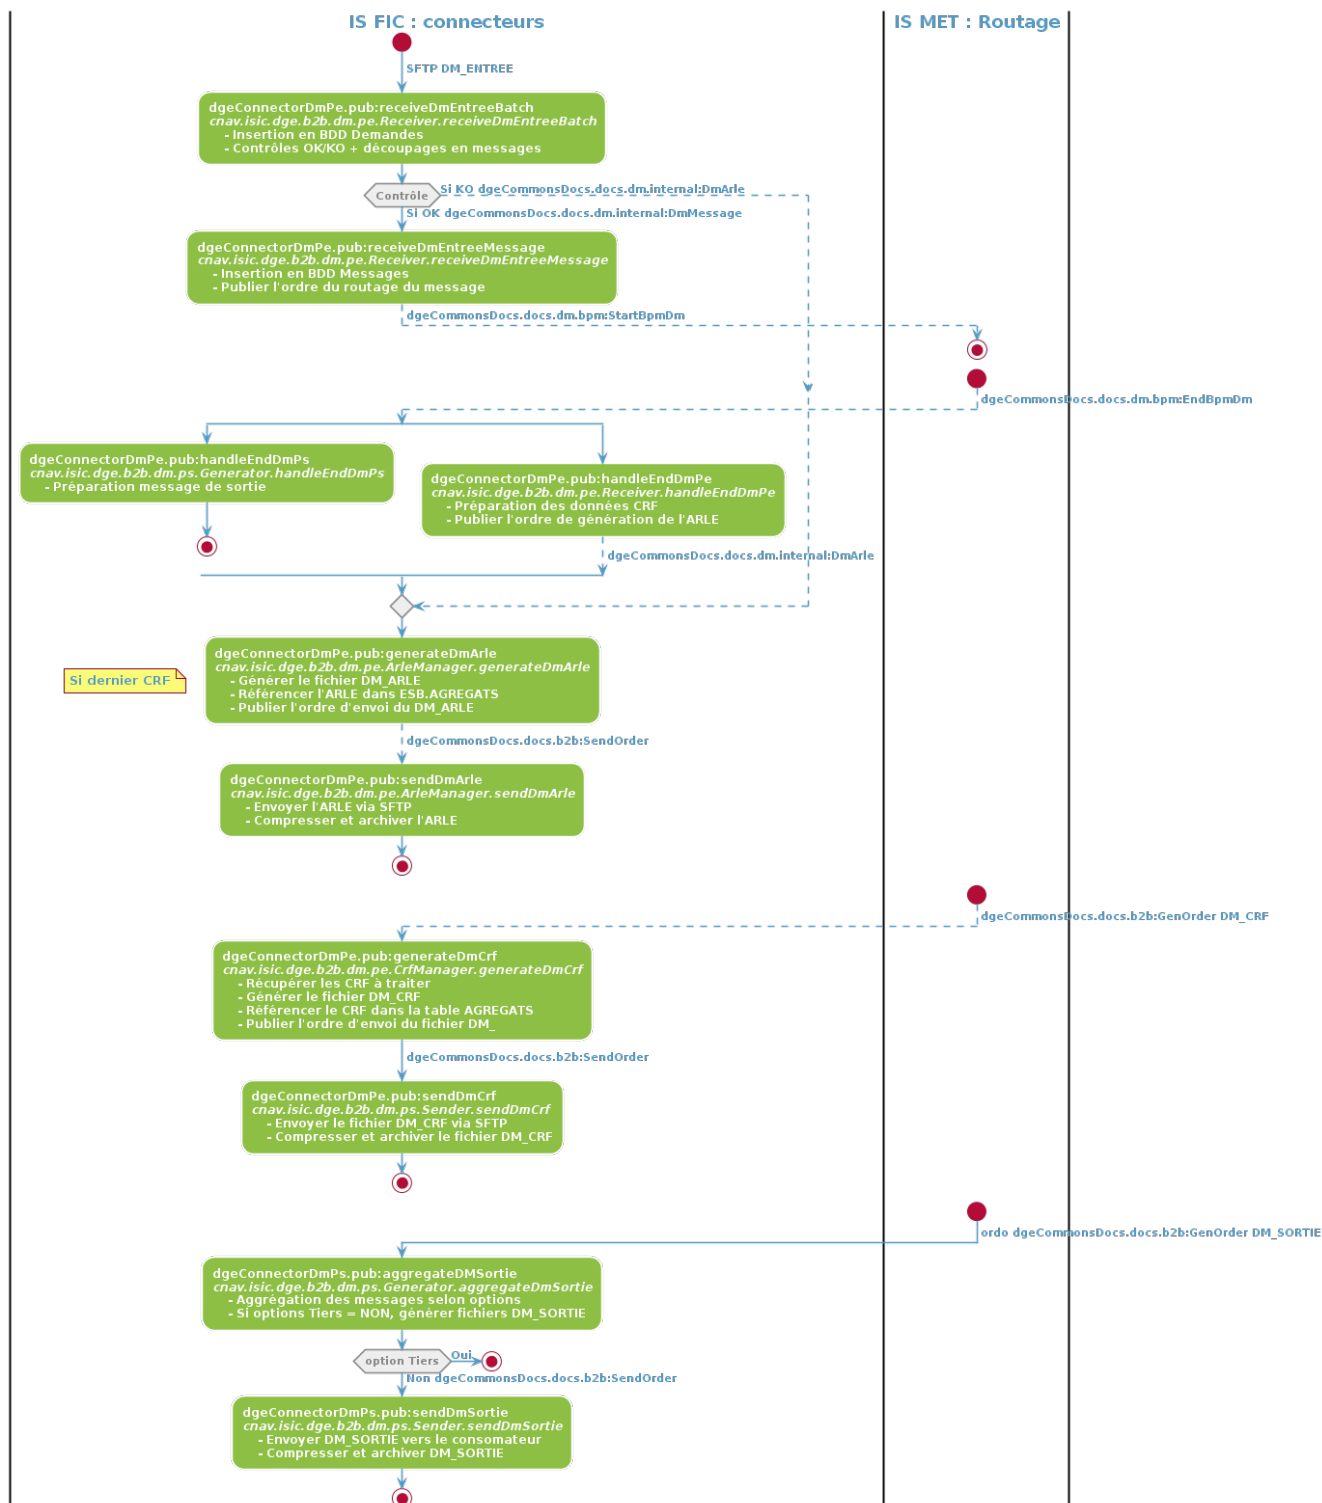 IS FIC : connecteurs
IS MET : Routage
SFTP DM_ENTREE
dgeConnectorDmPe.pub:receiveDmEntreeBatch
cnav.isic.dge.b2b.dm.pe.Receiver.receiveDmEntreeBatch
- Insertion en BDD Demandes
- Contrôles OK/KO + découpages en messages
Contrôle
Si KO dgeCommonsDocs.docs.dm.internal:DmArle
Si OK dgeCommonsDocs.docs.dm.internal:DmMessage
dgeConnectorDmPe.pub:receiveDmEntreeMessage
cnav.isic.dge.b2b.dm.pe.Receiver.receiveDmEntreeMessage
- Insertion en BDD Messages
- Publier l'ordre du routage du message
dgeCommonsDocs.docs.dm.bpm:StartBpmDm
dgeCommonsDocs.docs.dm.bpm:EndBpmDm
dgeConnectorDmPe.pub:handleEndDmPs
cnav.isic.dge.b2b.dm.ps.Generator.handleEndDmPs
- Préparation message de sortie
dgeConnectorDmPe.pub:handleEndDmPe
cnav.isic.dge.b2b.dm.pe.Receiver.handleEndDmPe
- Préparation des données CRF
- Publier l'ordre de génération de l'ARLE
dgeCommonsDocs.docs.dm.internal:DmArle
Si dernier CRF
dgeConnectorDmPe.pub:generateDmArle
cnav.isic.dge.b2b.dm.pe.ArleManager.generateDmArle
- Générer le fichier DM_ARLE
- Référencer l'ARLE dans ESB.AGREGATS
- Publier l'ordre d'envoi du DM_ARLE
dgeCommonsDocs.docs.b2b:SendOrder
dgeConnectorDmPe.pub:sendDmArle
cnav.isic.dge.b2b.dm.pe.ArleManager.sendDmArle
- Envoyer l'ARLE via SFTP
- Compresser et archiver l'ARLE
dgeCommonsDocs.docs.b2b:GenOrder DM_CRF
dgeConnectorDmPe.pub:generateDmCrf
cnav.isic.dge.b2b.dm.pe.CrfManager.generateDmCrf
- Récupérer les CRF à traiter
- Générer le fichier DM_CRF
- Référencer le CRF dans la table AGREGATS
- Publier l'ordre d'envoi du fichier DM_
dgeCommonsDocs.docs.b2b:SendOrder
dgeConnectorDmPe.pub:sendDmCrf
cnav.isic.dge.b2b.dm.ps.Sender.sendDmCrf
- Envoyer le fichier DM_CRF via SFTP
- Compresser et archiver le fichier DM_CRF
ordo dgeCommonsDocs.docs.b2b:GenOrder DM_SORTIE
dgeConnectorDmPs.pub:aggregateDMSortie
cnav.isic.dge.b2b.dm.ps.Generator.aggregateDmSortie
- Aggrégation des messages selon options
- Si options Tiers = NON, générer fichiers DM_SORTIE
option Tiers
Oui
Non dgeCommonsDocs.docs.b2b:SendOrder
dgeConnectorDmPs.pub:sendDmSortie
cnav.isic.dge.b2b.dm.ps.Sender.sendDmSortie
- Envoyer DM_SORTIE vers le consomateur
- Compresser et archiver DM_SORTIE